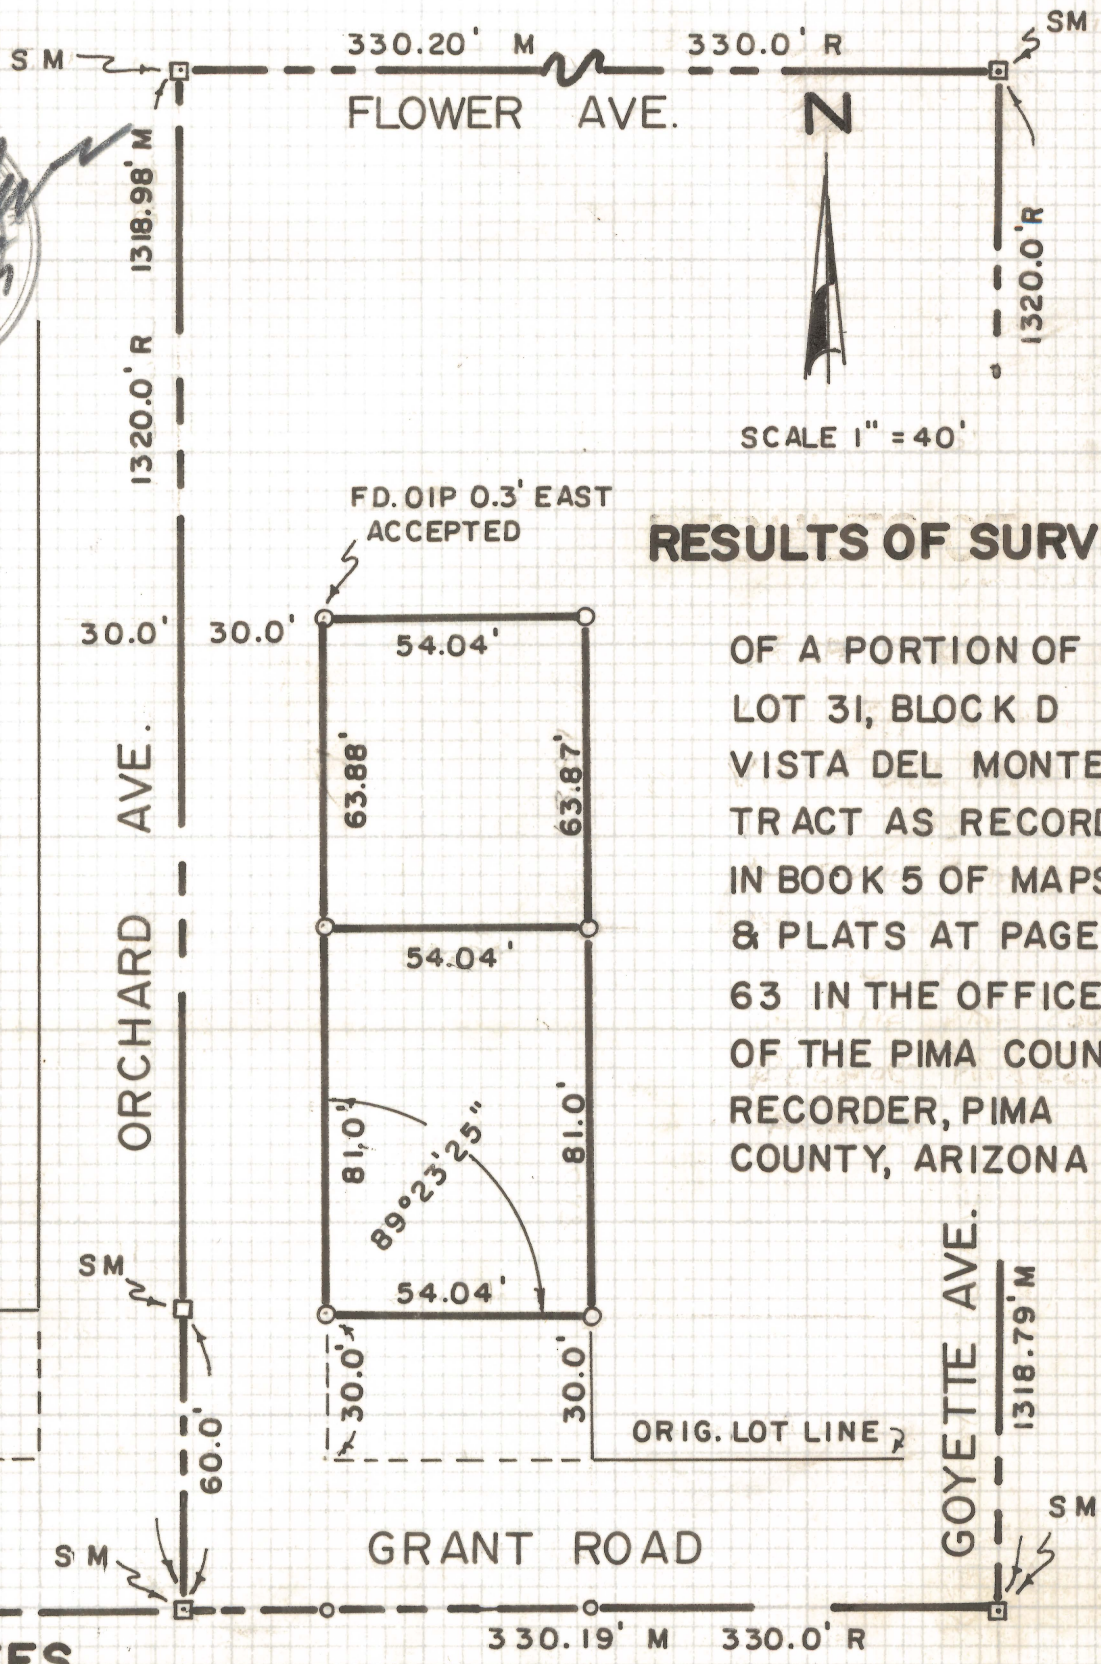 SM
330.20' M
330.0' R
SM
FLOWER AVE.
N
1318.98' M
1320.0' R
1320.0' R
SCALE 1" = 40'
FD. OIP 0.3' EAST
ACCEPTED
RESULTS OF SURV
30.0'
30.0'
54.04'
OF A PORTION OF
LOT 31, BLOCK D
VISTA DEL MONTE
TRACT AS RECORD
IN BOOK 5 OF MAPS
& PLATS AT PAGE
63 IN THE OFFICE
OF THE PIMA COUN
RECORDER, PIMA
COUNTY, ARIZONA
63.88'
63.87'
ORCHARD AVE.
54.04'
81.0'
89°23'25"
81.0'
54.04'
SM
30.0'
30.0'
60.0'
ORIG. LOT LINE
GOYETTE AVE.
1318.79' M
SM
SM
GRANT ROAD
330.19' M
330.0' R